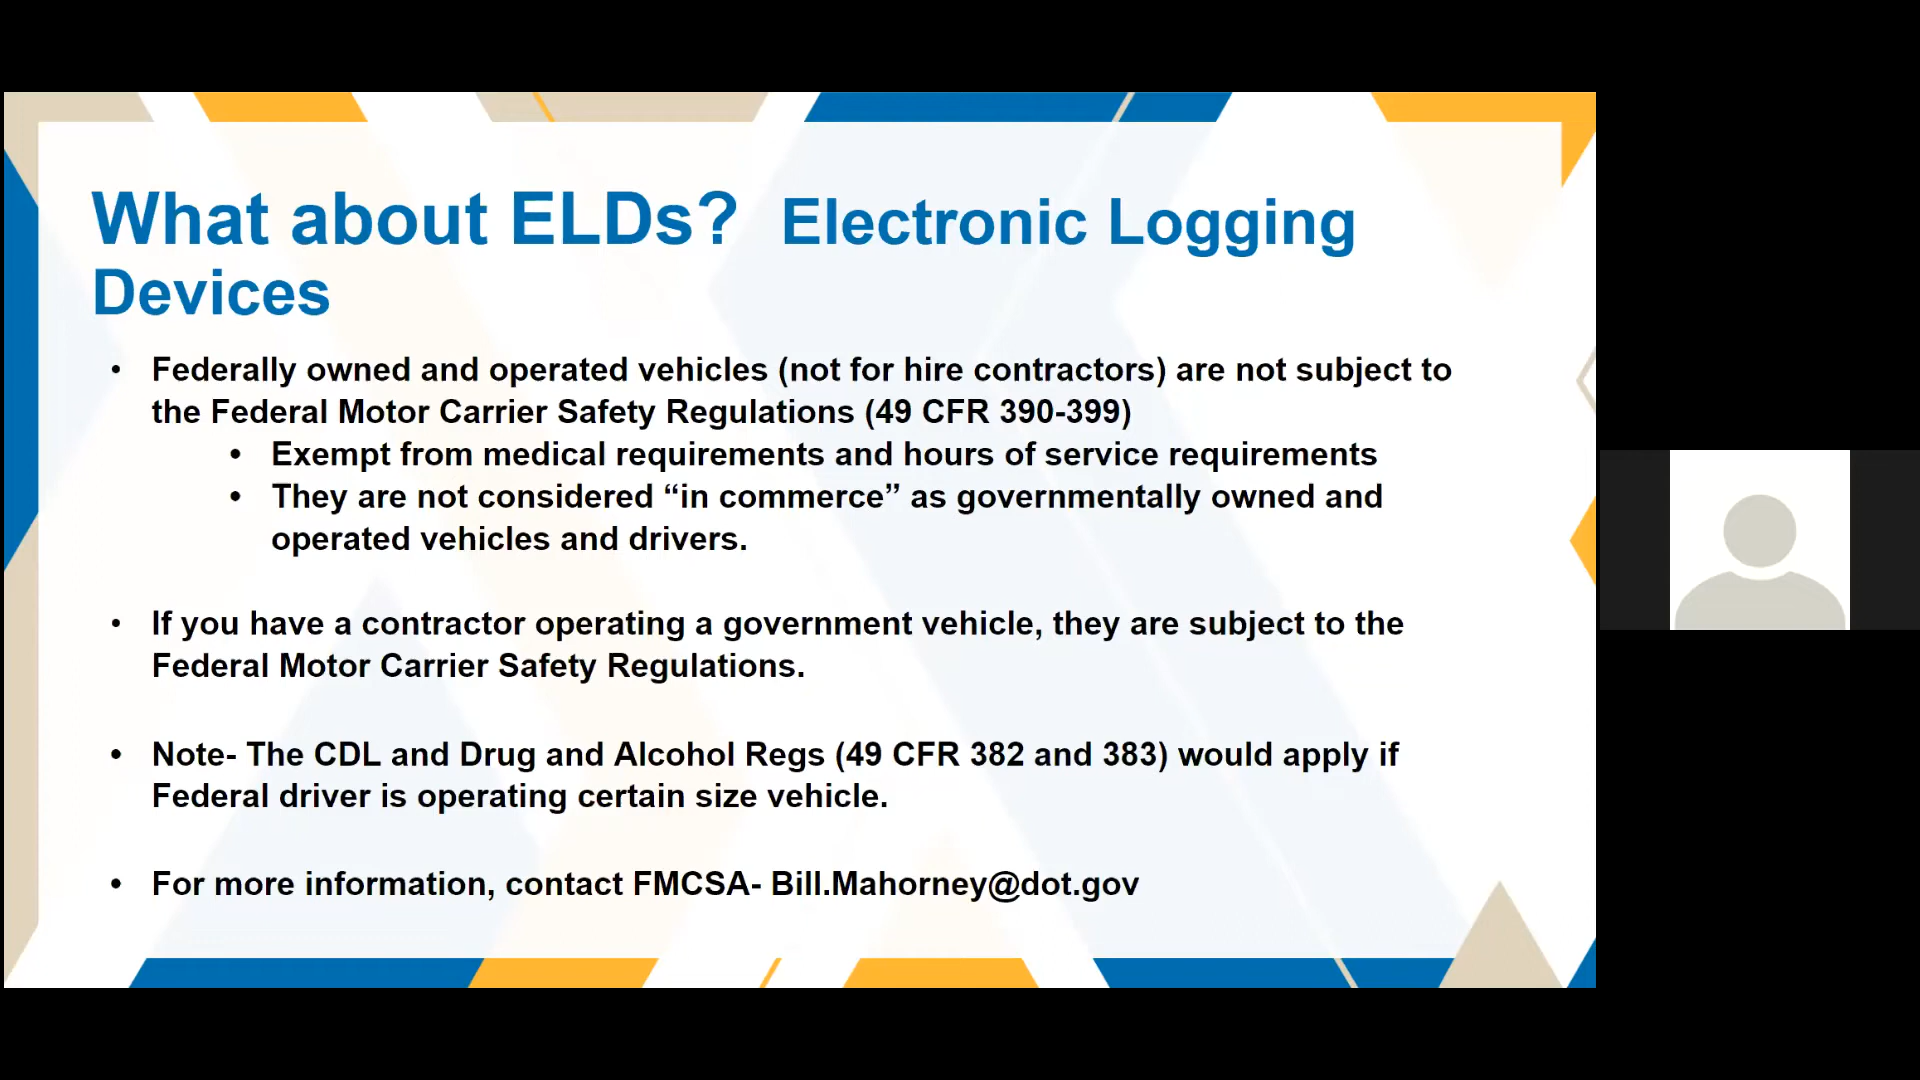 What about ELDs? Electronic Logging
Devices
• Federally owned and operated vehicles (not for hire contractors) are not subject to
the Federal Motor Carrier Safety Regulations (49 CFR 390-399)
• Exempt from medical requirements and hours of service requirements
• They are not considered “in commerce” as governmentally owned and
operated vehicles and drivers.
• If you have a contractor operating a government vehicle, they are subject to the
Federal Motor Carrier Safety Regulations.
• Note- The CDL and Drug and Alcohol Regs (49 CFR 382 and 383) would apply if
Federal driver is operating certain size vehicle.
• For more information, contact FMCSA- Bill.Mahorney@dot.gov